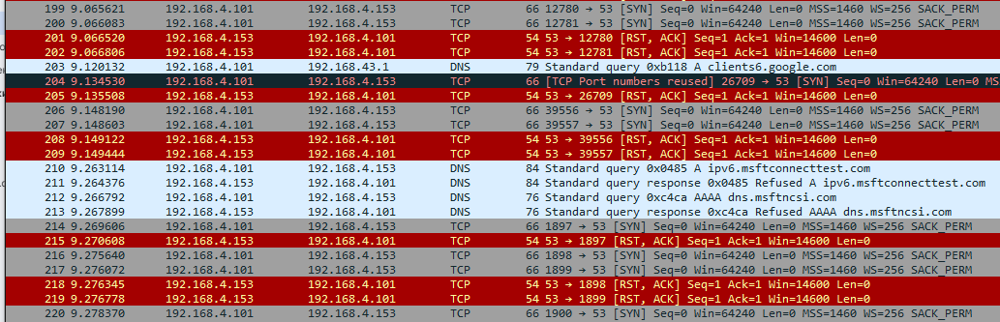 199 9.065621 192.168.4.101 192.168.4.153 TCP 66 12780 → 53 [SYN] Seq=0 Win=64240 Len=0 MSS=1460 WS=256 SACK_PERM
200 9.066083 192.168.4.101 192.168.4.153 TCP 66 12781 → 53 [SYN] Seq=0 Win=64240 Len=0 MSS=1460 WS=256 SACK_PERM
201 9.066520 192.168.4.153 192.168.4.101 TCP 54 53 → 12780 [RST, ACK] Seq=1 Ack=1 Win=14600 Len=0
202 9.066806 192.168.4.153 192.168.4.101 TCP 54 53 → 12781 [RST, ACK] Seq=1 Ack=1 Win=14600 Len=0
203 9.120132 192.168.4.101 192.168.43.1 DNS 79 Standard query 0xb118 A clients6.google.com
204 9.134530 192.168.4.101 192.168.4.153 TCP 66 [TCP Port numbers reused] 26709 → 53 [SYN] Seq=0 Win=64240 Len=0 MS
205 9.135508 192.168.4.153 192.168.4.101 TCP 54 53 → 26709 [RST, ACK] Seq=1 Ack=1 Win=14600 Len=0
206 9.148190 192.168.4.101 192.168.4.153 TCP 66 39556 → 53 [SYN] Seq=0 Win=64240 Len=0 MSS=1460 WS=256 SACK_PERM
207 9.148603 192.168.4.101 192.168.4.153 TCP 66 39557 → 53 [SYN] Seq=0 Win=64240 Len=0 MSS=1460 WS=256 SACK_PERM
208 9.149122 192.168.4.153 192.168.4.101 TCP 54 53 → 39556 [RST, ACK] Seq=1 Ack=1 Win=14600 Len=0
209 9.149444 192.168.4.153 192.168.4.101 TCP 54 53 → 39557 [RST, ACK] Seq=1 Ack=1 Win=14600 Len=0
210 9.263114 192.168.4.101 192.168.4.153 DNS 84 Standard query 0x0485 A ipv6.msftconnecttest.com
211 9.264376 192.168.4.153 192.168.4.101 DNS 84 Standard query response 0x0485 Refused A ipv6.msftconnecttest.com
212 9.266792 192.168.4.101 192.168.4.153 DNS 76 Standard query 0xc4ca AAAA dns.msftncsi.com
213 9.267899 192.168.4.153 192.168.4.101 DNS 76 Standard query response 0xc4ca Refused AAAA dns.msftncsi.com
214 9.269606 192.168.4.101 192.168.4.153 TCP 66 1897 → 53 [SYN] Seq=0 Win=64240 Len=0 MSS=1460 WS=256 SACK_PERM
215 9.270608 192.168.4.153 192.168.4.101 TCP 54 53 → 1897 [RST, ACK] Seq=1 Ack=1 Win=14600 Len=0
216 9.275640 192.168.4.101 192.168.4.153 TCP 66 1898 → 53 [SYN] Seq=0 Win=64240 Len=0 MSS=1460 WS=256 SACK_PERM
217 9.276072 192.168.4.101 192.168.4.153 TCP 66 1899 → 53 [SYN] Seq=0 Win=64240 Len=0 MSS=1460 WS=256 SACK_PERM
218 9.276345 192.168.4.153 192.168.4.101 TCP 54 53 → 1898 [RST, ACK] Seq=1 Ack=1 Win=14600 Len=0
219 9.276778 192.168.4.153 192.168.4.101 TCP 54 53 → 1899 [RST, ACK] Seq=1 Ack=1 Win=14600 Len=0
220 9.278370 192.168.4.101 192.168.4.153 TCP 66 1900 → 53 [SYN] Seq=0 Win=64240 Len=0 MSS=1460 WS=256 SACK_PERM